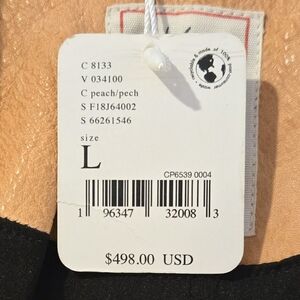 C 8133
V 034100
C peach/pech
S F18J64002
S 66261546
size
L
CP6539 0004
1 96347 32008 3
$498.00 USD